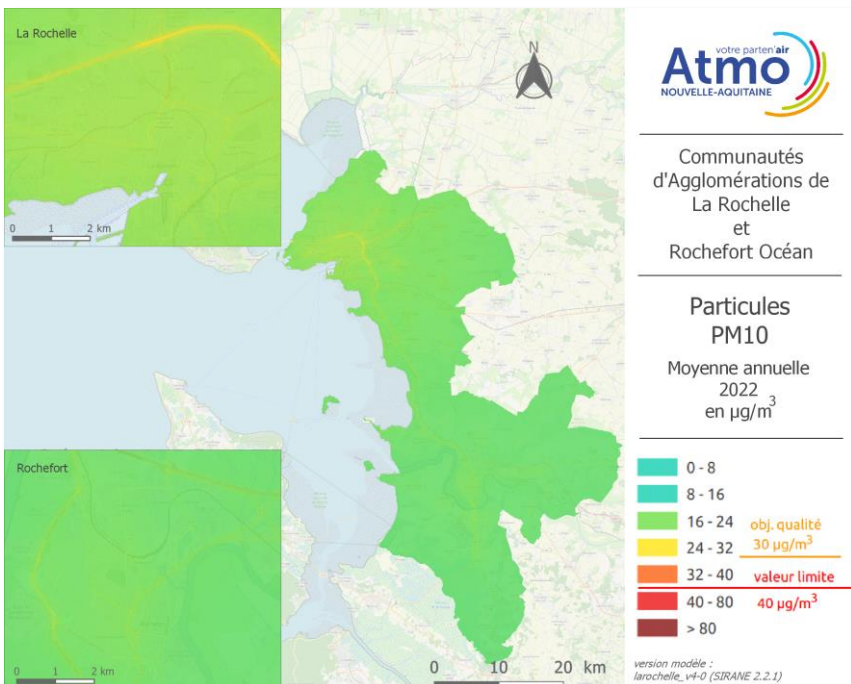 La Rochelle
0 1 2 km
N
Rochefort
0 1 2 km
0 10 20 km
votre parten'air
Atmo
NOUVELLE-AQUITAINE
Communautés
d'Agglomérations de
La Rochelle
et
Rochefort Océan
Particules
PM10
Moyenne annuelle
2022
en µg/m³
0 - 8
8 - 16
16 - 24
24 - 32
32 - 40
40 - 80
> 80
obj. qualité
30 µg/m³
valeur limite
40 µg/m³
version modèle :
larochelle_v4-0 (SIRANE 2.2.1)